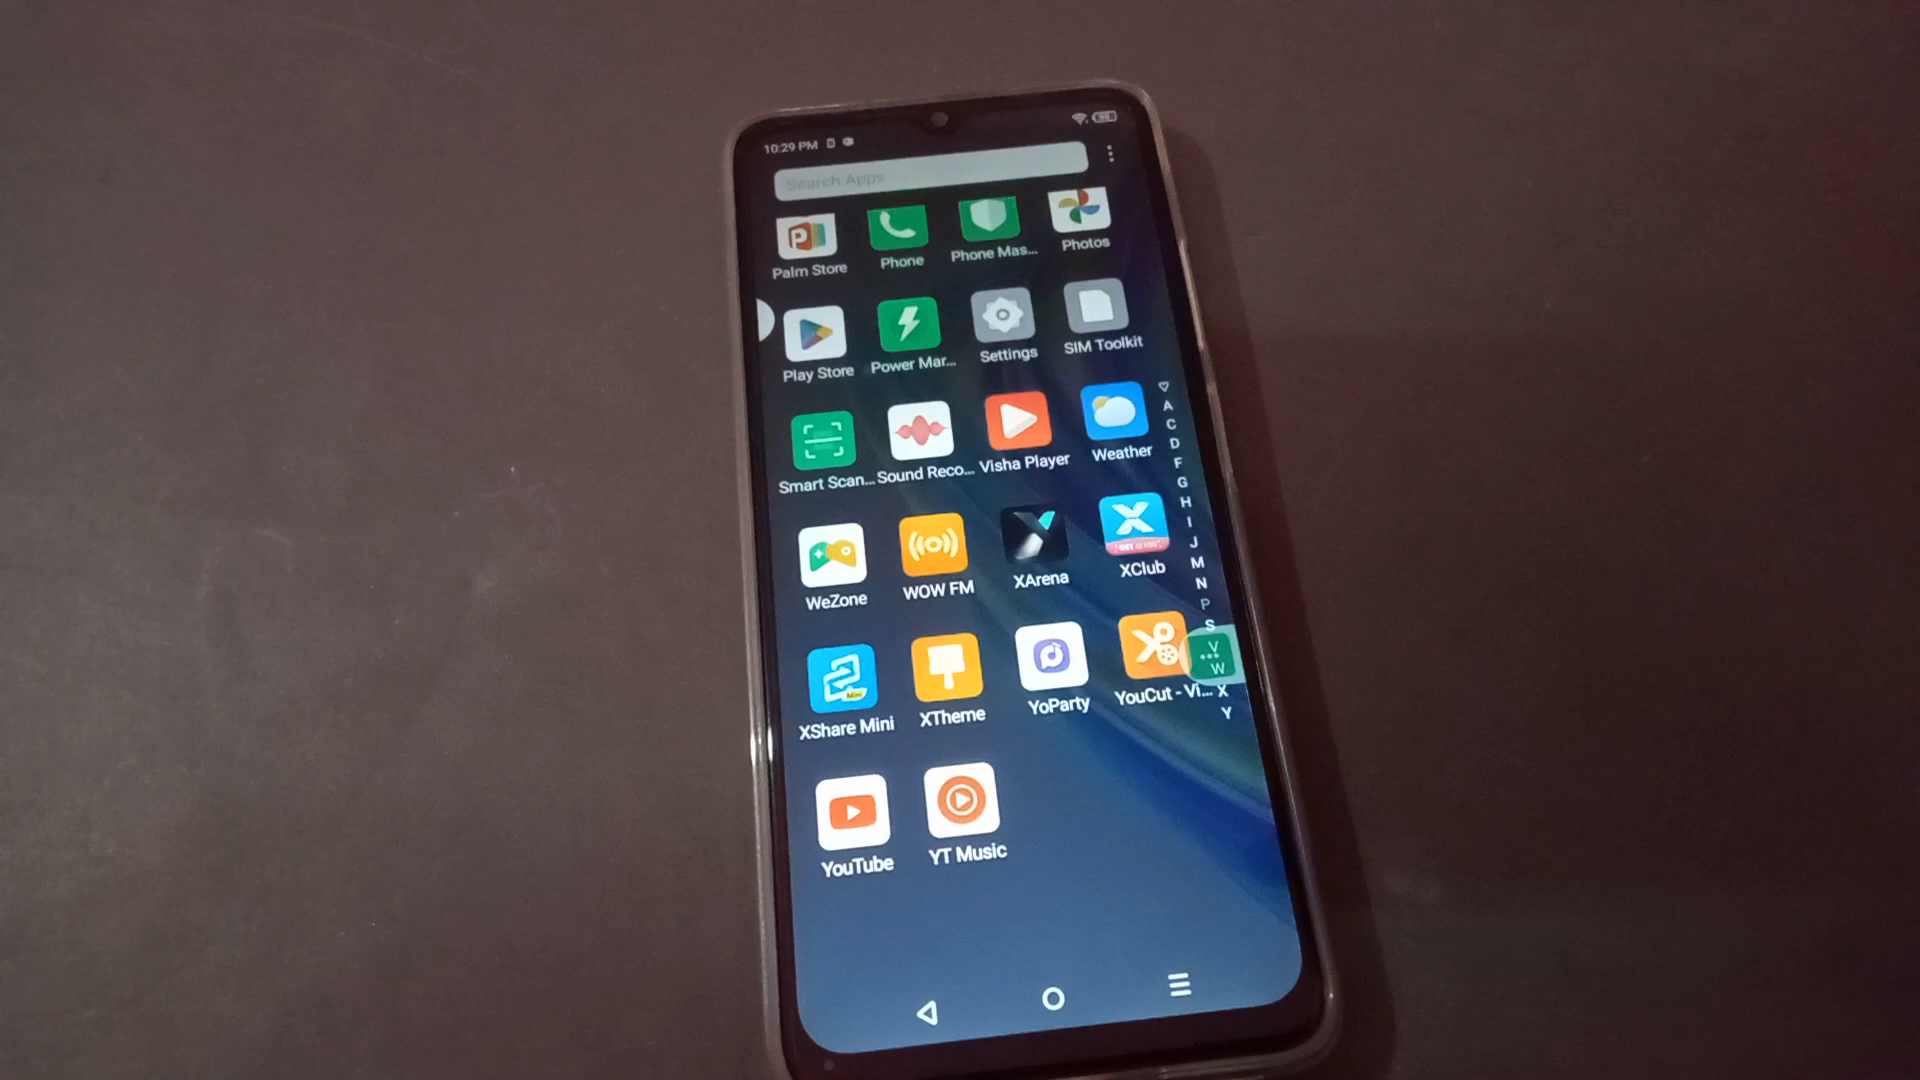 10:29 PM
Search Apps
Palm Store Phone Phone Mas... Photos
Play Store Power Mar... Settings SIM Toolkit
Smart Scan... Sound Reco... Visha Player Weather
WeZone WOW FM XArena XClub
XShare Mini XTheme YoParty YouCut - Vi...
YouTube YT Music
A
C
D
F
G
H
I
J
M
N
P
S
V
W
X
Y